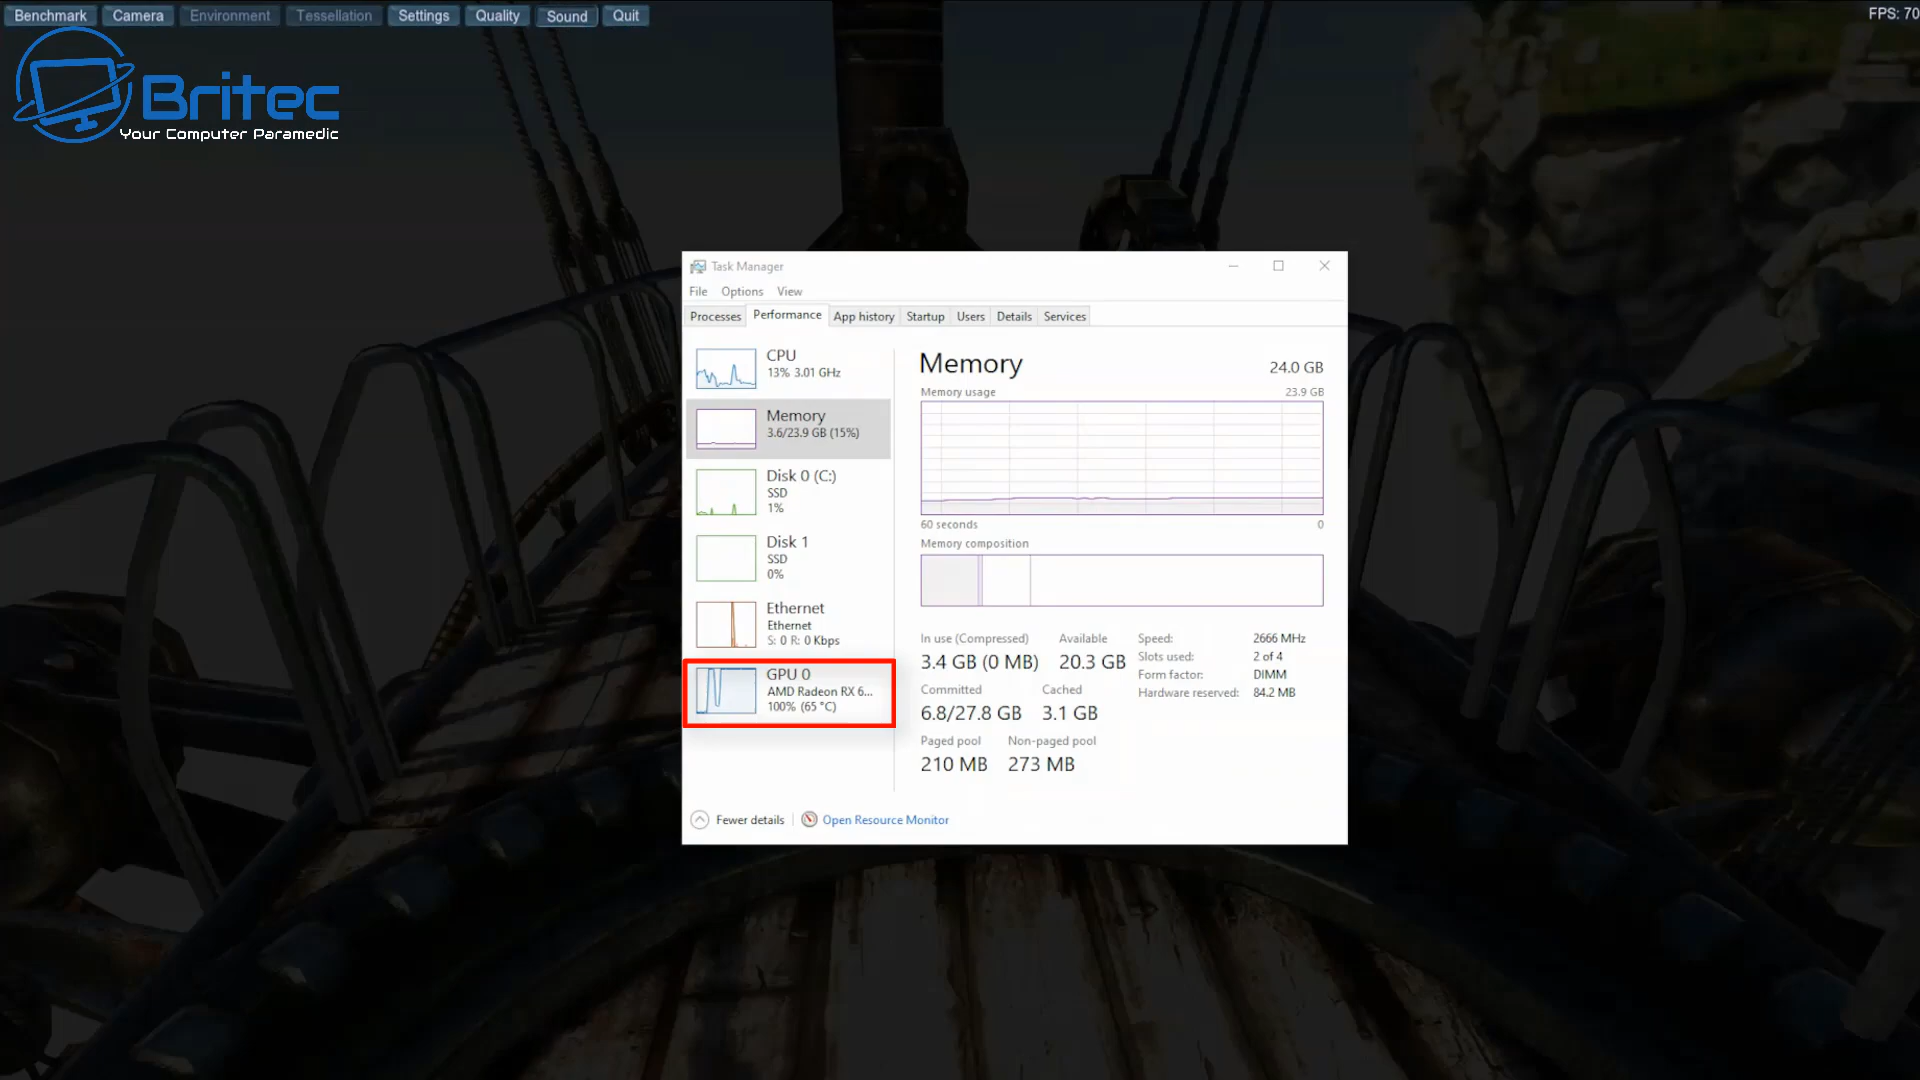 Benchmark Camera Environment Tessellation Settings Quality Sound Quit
FPS: 70
Britec
Your Computer Paramedic
Task Manager
File Options View
Processes Performance App history Startup Users Details Services
CPU
13% 3.01 GHz
Memory
3.6/23.9 GB (15%)
Disk 0 (C:)
SSD
1%
Disk 1
SSD
0%
Ethernet
Ethernet
S: 0 R: 0 Kbps
GPU 0
AMD Radeon RX 6...
100% (65 °C)
Memory 24.0 GB
Memory usage 23.9 GB
60 seconds 0
Memory composition
In use (Compressed) Available
3.4 GB (0 MB) 20.3 GB
Committed Cached
6.8/27.8 GB 3.1 GB
Paged pool Non-paged pool
210 MB 273 MB
Speed: 2666 MHz
Slots used: 2 of 4
Form factor: DIMM
Hardware reserved: 84.2 MB
Fewer details Open Resource Monitor